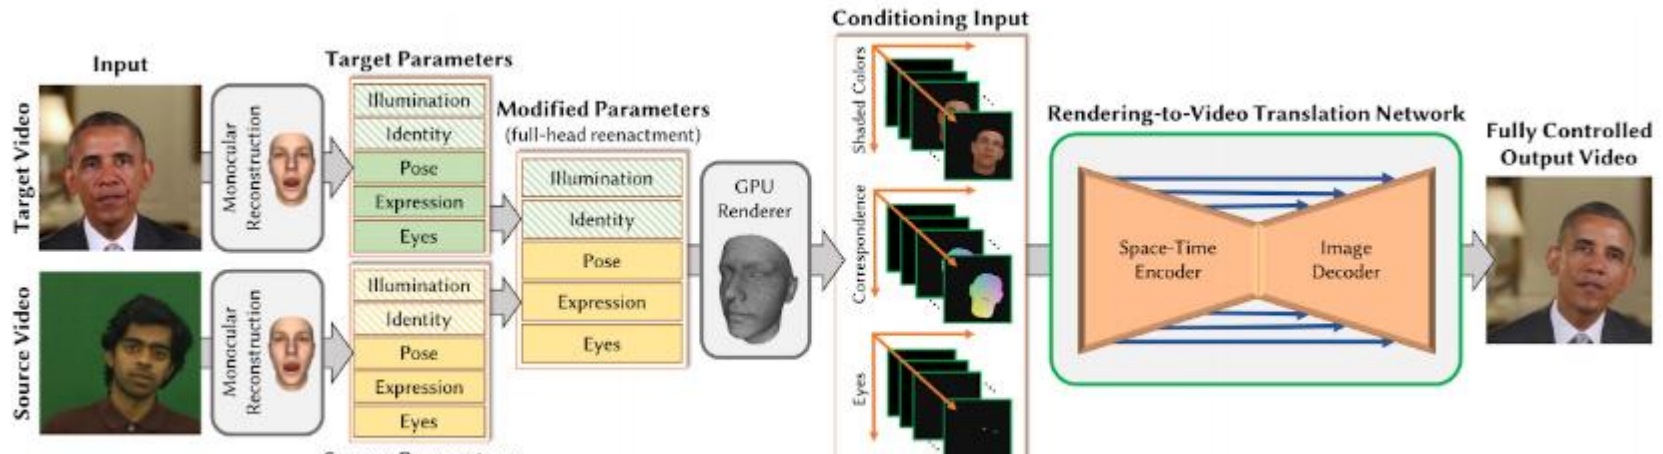 Input
Target Video
Source Video
Monocular
Reconstruction
Monocular
Reconstruction
Target Parameters
Illumination
Identity
Pose
Expression
Eyes
Illumination
Identity
Pose
Expression
Eyes
Modified Parameters
(full-head reenactment)
Illumination
Identity
Pose
Expression
Eyes
GPU
Renderer
Conditioning Input
Shaded Colors
Correspondence
Eyes
Rendering-to-Video Translation Network
Space-Time
Encoder
Image
Decoder
Fully Controlled
Output Video